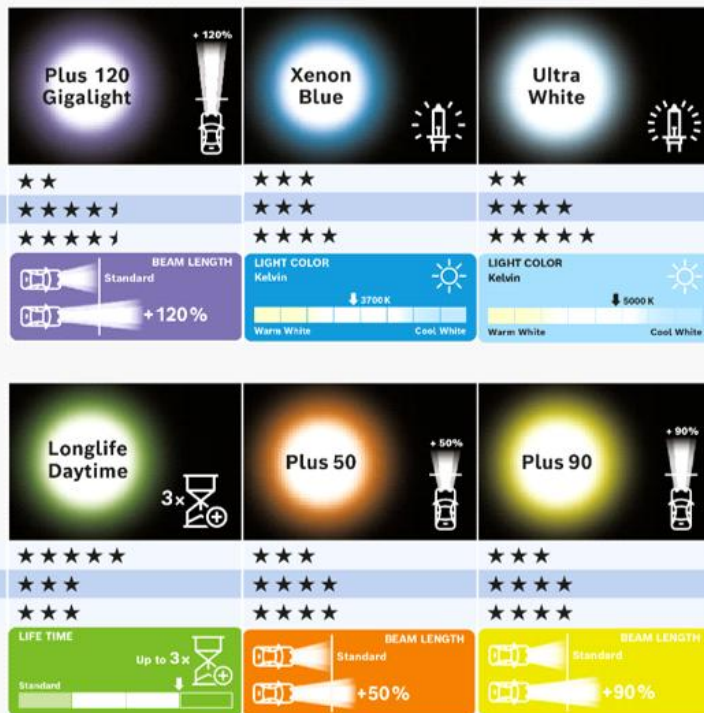 Plus 120
Gigalight
+ 120%
Xenon
Blue
Ultra
White
BEAM LENGTH
Standard
+120%
LIGHT COLOR
Kelvin
3700 K
Warm White
Cool White
LIGHT COLOR
Kelvin
5000 K
Warm White
Cool White
Longlife
Daytime
3x
Plus 50
+ 50%
Plus 90
+ 90%
LIFE TIME
Up to 3x
Standard
BEAM LENGTH
Standard
+50%
BEAM LENGTH
Standard
+90%